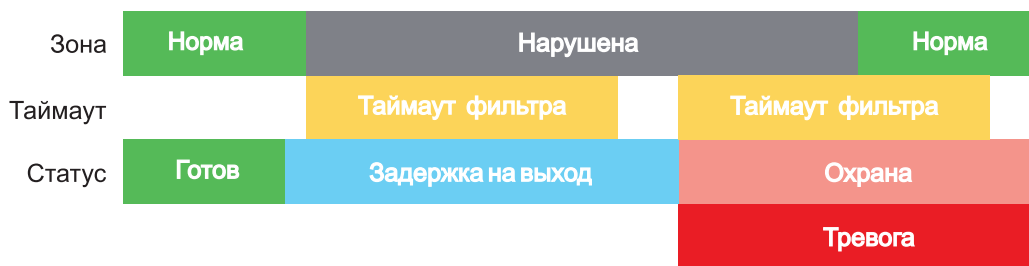 Зона Норма Нарушена Норма
Таймаут Таймаут фильтра Таймаут фильтра
Статус Готов Задержка на выход Охрана
Тревога